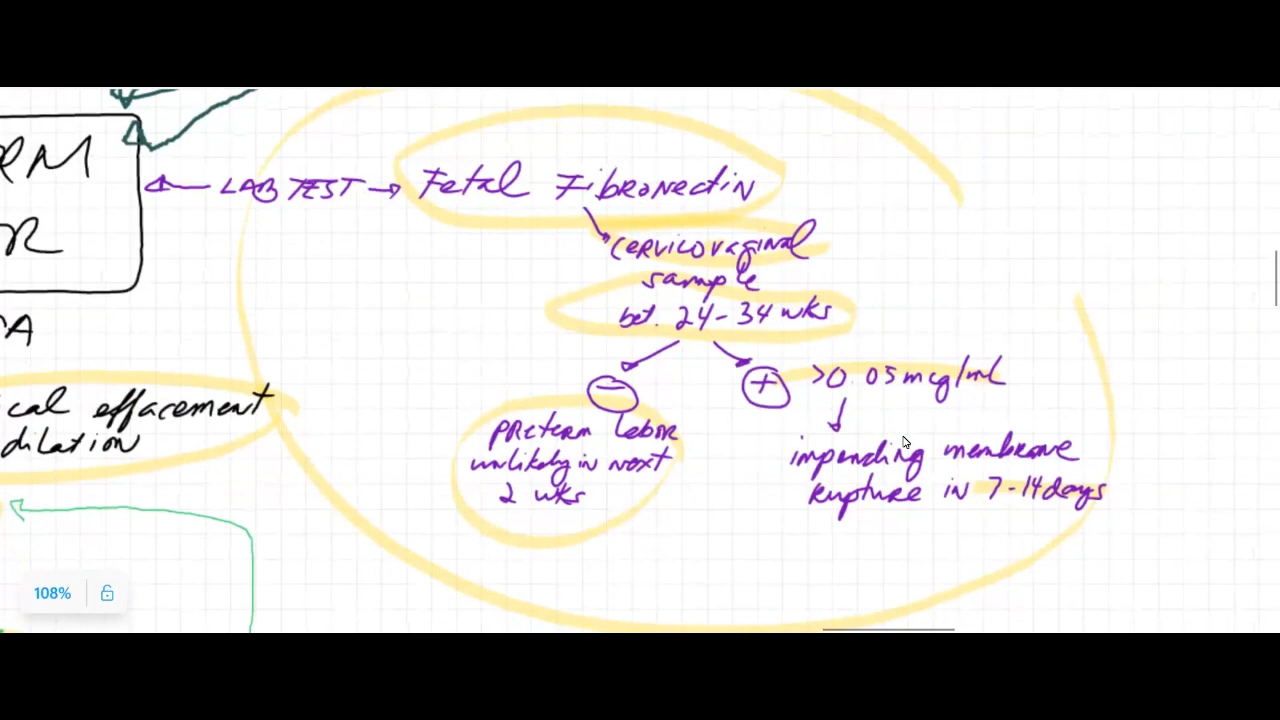 RM
R
LAB TEST
Fetal Fibronectin
cervicovaginal
sample
bet. 24-34 wks
A
-
+
>0.05mcg/mL
cal effacement
dilation
preterm labor
unlikely in next
2 wks
impending membrane
rupture in 7-14 days
108%